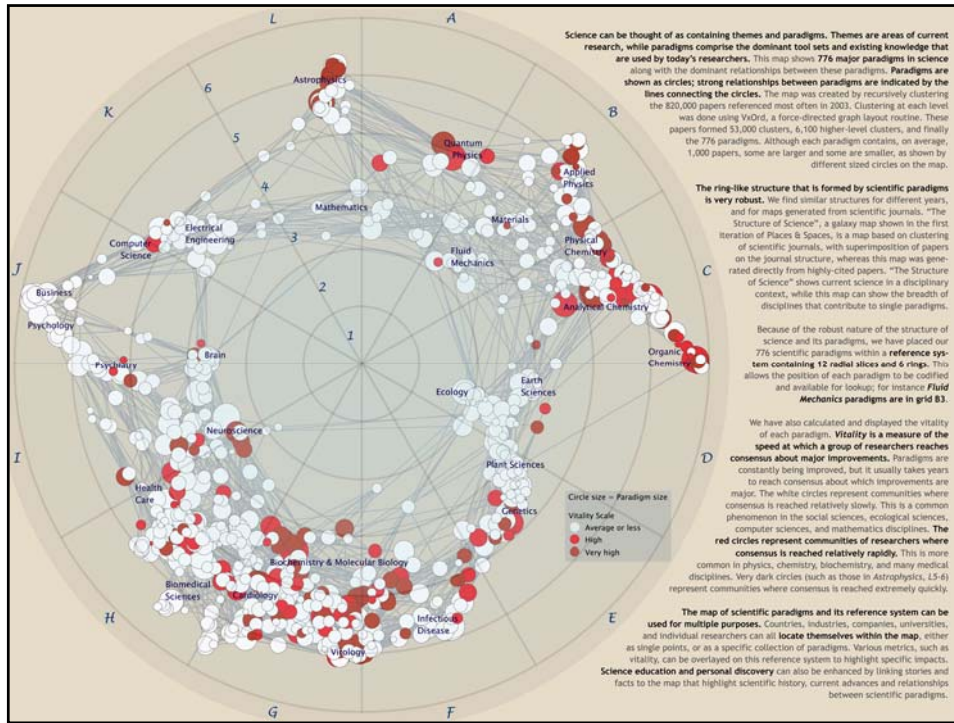 L
A
K
B
J
C
I
D
H
E
G
F
6
5
4
3
2
1
Astrophysics
Quantum
Physics
Applied
Physics
Mathematics
Materials
Electrical
Engineering
Computer
Science
Fluid
Mechanics
Physical
Chemistry
Business
Psychology
Analytical Chemistry
Organic
Chemistry
Psychiatry
Brain
Ecology
Earth
Sciences
Neuroscience
Plant Sciences
Health
Care
Genetics
Biochemistry & Molecular Biology
Biomedical
Sciences
Cardiology
Infectious
Disease
Virology
Circle size = Paradigm size
Vitality Scale
Average or less
High
Very high
Science can be thought of as containing themes and paradigms. Themes are areas of current
research, while paradigms comprise the dominant tool sets and existing knowledge that
are used by today's researchers. This map shows 776 major paradigms in science
along with the dominant relationships between these paradigms. Paradigms are
shown as circles; strong relationships between paradigms are indicated by the
lines connecting the circles. The map was created by recursively clustering
the 820,000 papers referenced most often in 2003. Clustering at each level
was done using VxOrd, a force-directed graph layout routine. These
papers formed 53,000 clusters, 6,100 higher-level clusters, and finally
the 776 paradigms. Although each paradigm contains, on average,
1,000 papers, some are larger and some are smaller, as shown by
different sized circles on the map.
The ring-like structure that is formed by scientific paradigms
is very robust. We find similar structures for different years,
and for maps generated from scientific journals. "The
Structure of Science", a galaxy map shown in the first
iteration of Places & Spaces, is a map based on clustering
of scientific journals, with superimposition of papers
on the journal structure, whereas this map was gene-
rated directly from highly-cited papers. "The Structure
of Science" shows current science in a disciplinary
context, while this map can show the breadth of
disciplines that contribute to single paradigms.
Because of the robust nature of the structure of
science and its paradigms, we have placed our
776 scientific paradigms within a reference sys-
tem containing 12 radial slices and 6 rings. This
allows the position of each paradigm to be codified
and available for lookup; for instance Fluid
Mechanics paradigms are in grid B3.
We have also calculated and displayed the vitality
of each paradigm. Vitality is a measure of the
speed at which a group of researchers reaches
consensus about major improvements. Paradigms are
constantly being improved, but it usually takes years
to reach consensus about which improvements are
major. The white circles represent communities where
consensus is reached relatively slowly. This is a common
phenomenon in the social sciences, ecological sciences,
computer sciences, and mathematics disciplines. The
red circles represent communities of researchers where
consensus is reached relatively rapidly. This is more
common in physics, chemistry, biochemistry, and many medical
disciplines. Very dark circles (such as those in Astrophysics, L5-6)
represent communities where consensus is reached extremely quickly.
The map of scientific paradigms and its reference system can be
used for multiple purposes. Countries, industries, companies, universities,
and individual researchers can all locate themselves within the map, either
as single points, or as a specific collection of paradigms. Various metrics, such as
vitality, can be overlayed on this reference system to highlight specific impacts.
Science education and personal discovery can also be enhanced by linking stories and
facts to the map that highlight scientific history, current advances and relationships
between scientific paradigms.